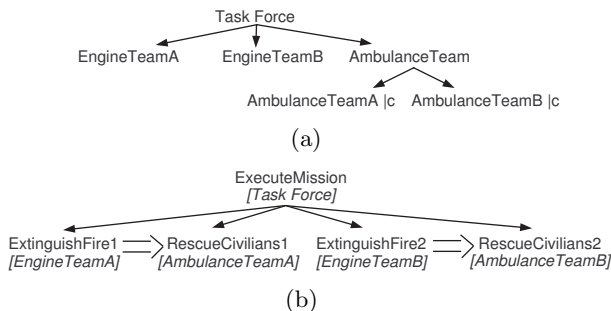 Task Force
EngineTeamA EngineTeamB AmbulanceTeam
AmbulanceTeamA |c AmbulanceTeamB |c
(a)
ExecuteMission
[Task Force]
ExtinguishFire1 RescueCivilians1 ExtinguishFire2 RescueCivilians2
[EngineTeamA] [AmbulanceTeamA] [EngineTeamB] [AmbulanceTeamB]
(b)